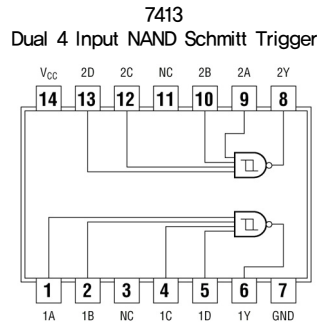 7413
Dual 4 Input NAND Schmitt Trigger
VCC 2D 2C NC 2B 2A 2Y
14 13 12 11 10 9 8
1 2 3 4 5 6 7
1A 1B NC 1C 1D 1Y GND